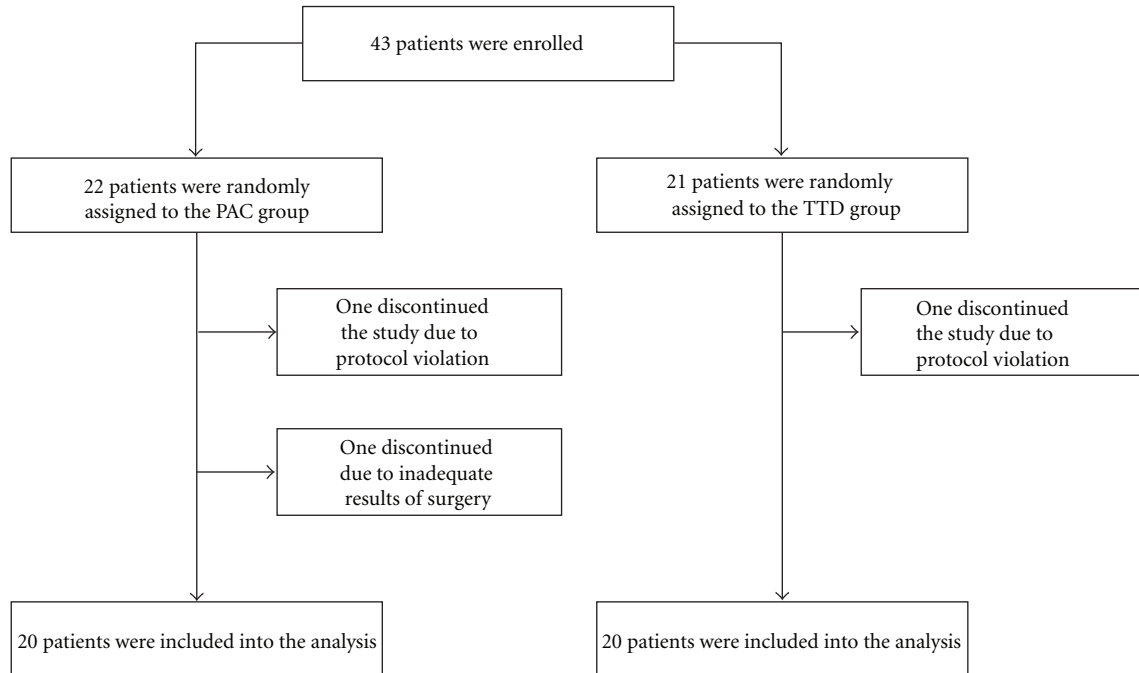 43 patients were enrolled
22 patients were randomly
assigned to the PAC group
21 patients were randomly
assigned to the TTD group
One discontinued
the study due to
protocol violation
One discontinued
the study due to
protocol violation
One discontinued
due to inadequate
results of surgery
20 patients were included into the analysis
20 patients were included into the analysis